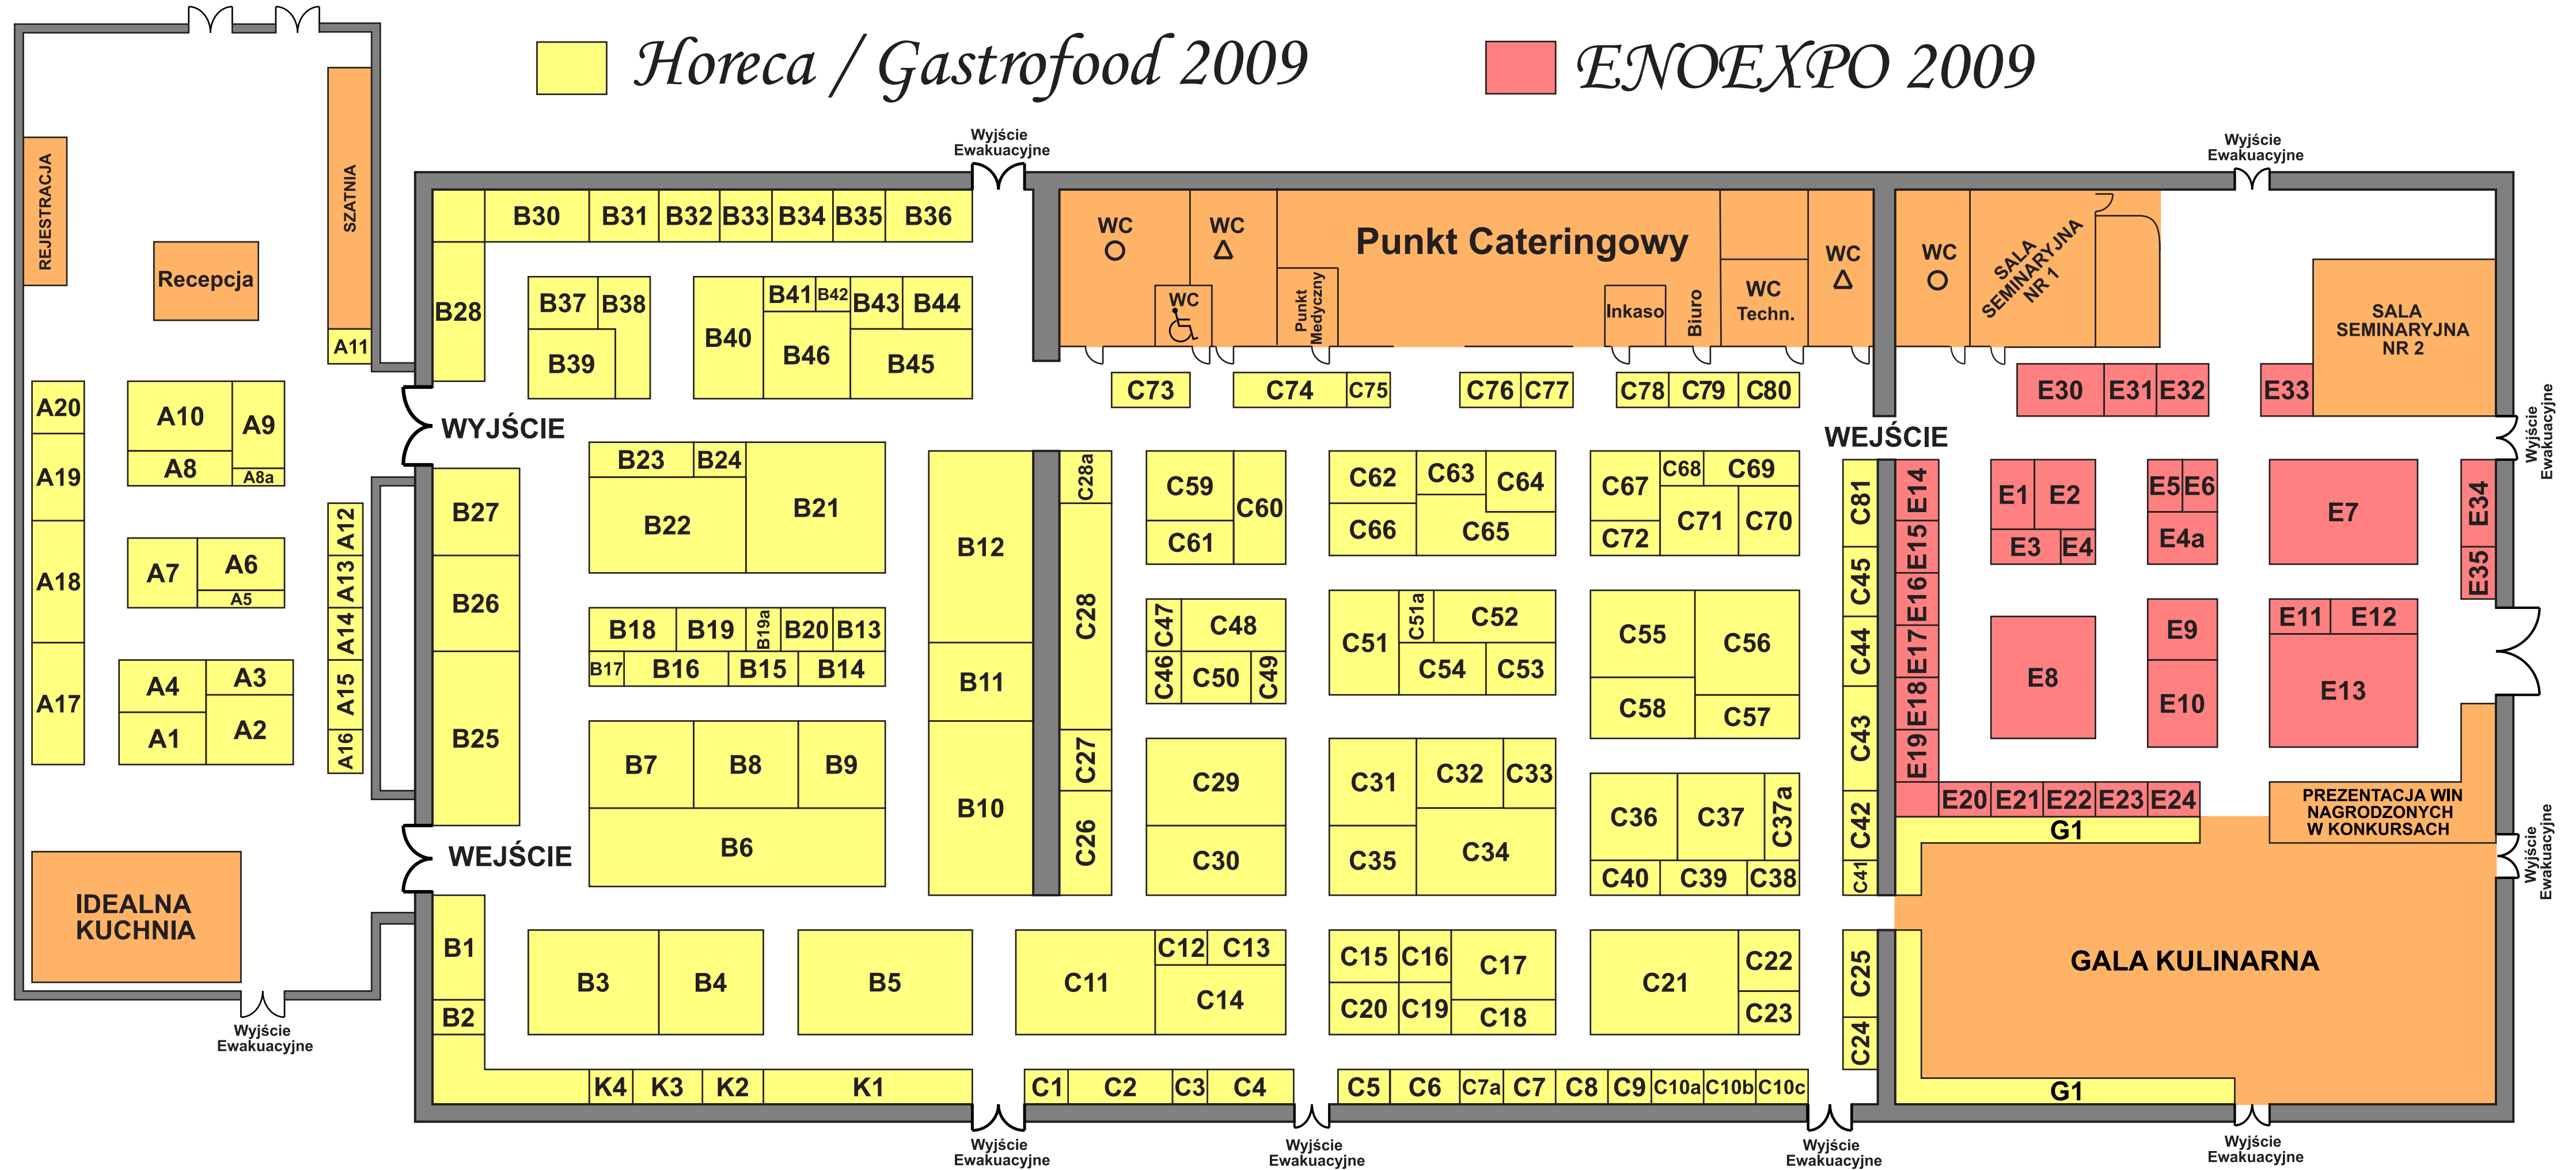 Horeca / Gastrofood 2009
ENOEXPO 2009
Wyjście
Ewakuacyjne
Wyjście
Ewakuacyjne
REJESTRACJA
SZATNIA
Recepcja
A11
A20
A19
A18
A17
A10
A9
A8
A8a
A7
A6
A5
A4
A3
A1
A2
A12
A13
A14
A15
A16
IDEALNA
KUCHNIA
Wyjście
Ewakuacyjne
B30 B31 B32 B33 B34 B35 B36
B28
B37 B38
B39
B40
B41 B42 B43 B44
B46 B45
WYJŚCIE
B27
B26
B25
WEJŚCIE
B23 B24
B22
B21
B18 B19 B19a B20 B13
B17 B16 B15 B14
B7 B8 B9
B6
B12
B11
B10
B1
B2
B3 B4 B5
K4 K3 K2 K1
WC
WC
WC
Punkt
Medyczny
Punkt Cateringowy
Inkaso
Biuro
WC
Techn.
WC
C73 C74 C75 C76 C77 C78 C79 C80
WEJŚCIE
C28a
C28
C27
C26
C59 C60
C61
C62 C63 C64
C66 C65
C67 C68 C69
C72 C71 C70
C47 C48
C46 C50 C49
C51 C51a C52
C54 C53
C55 C56
C58 C57
C29
C30
C31 C32 C33
C35 C34
C36 C37 C37a
C40 C39 C38
C81
C45
C44
C43
C42
C41
C11 C12 C13
C14
C15 C16 C17
C20 C19 C18
C21 C22
C23
C25
C24
C1 C2 C3 C4
C5 C6 C7a C7 C8 C9 C10a C10b C10c
Wyjście
Ewakuacyjne
Wyjście
Ewakuacyjne
Wyjście
Ewakuacyjne
WC
SALA
SEMINARYJNA
NR 1
SALA
SEMINARYJNA
NR 2
E30 E31 E32 E33
Wyjście
Ewakuacyjne
E14
E15
E16
E17
E18
E19
E1 E2
E3 E4
E5 E6
E4a
E7
E34
E35
E8
E9
E10
E11 E12
E13
E20 E21 E22 E23 E24
PREZENTACJA WIN
NAGRODZONYCH
W KONKURSACH
G1
Wyjście
Ewakuacyjne
GALA KULINARNA
G1
Wyjście
Ewakuacyjne